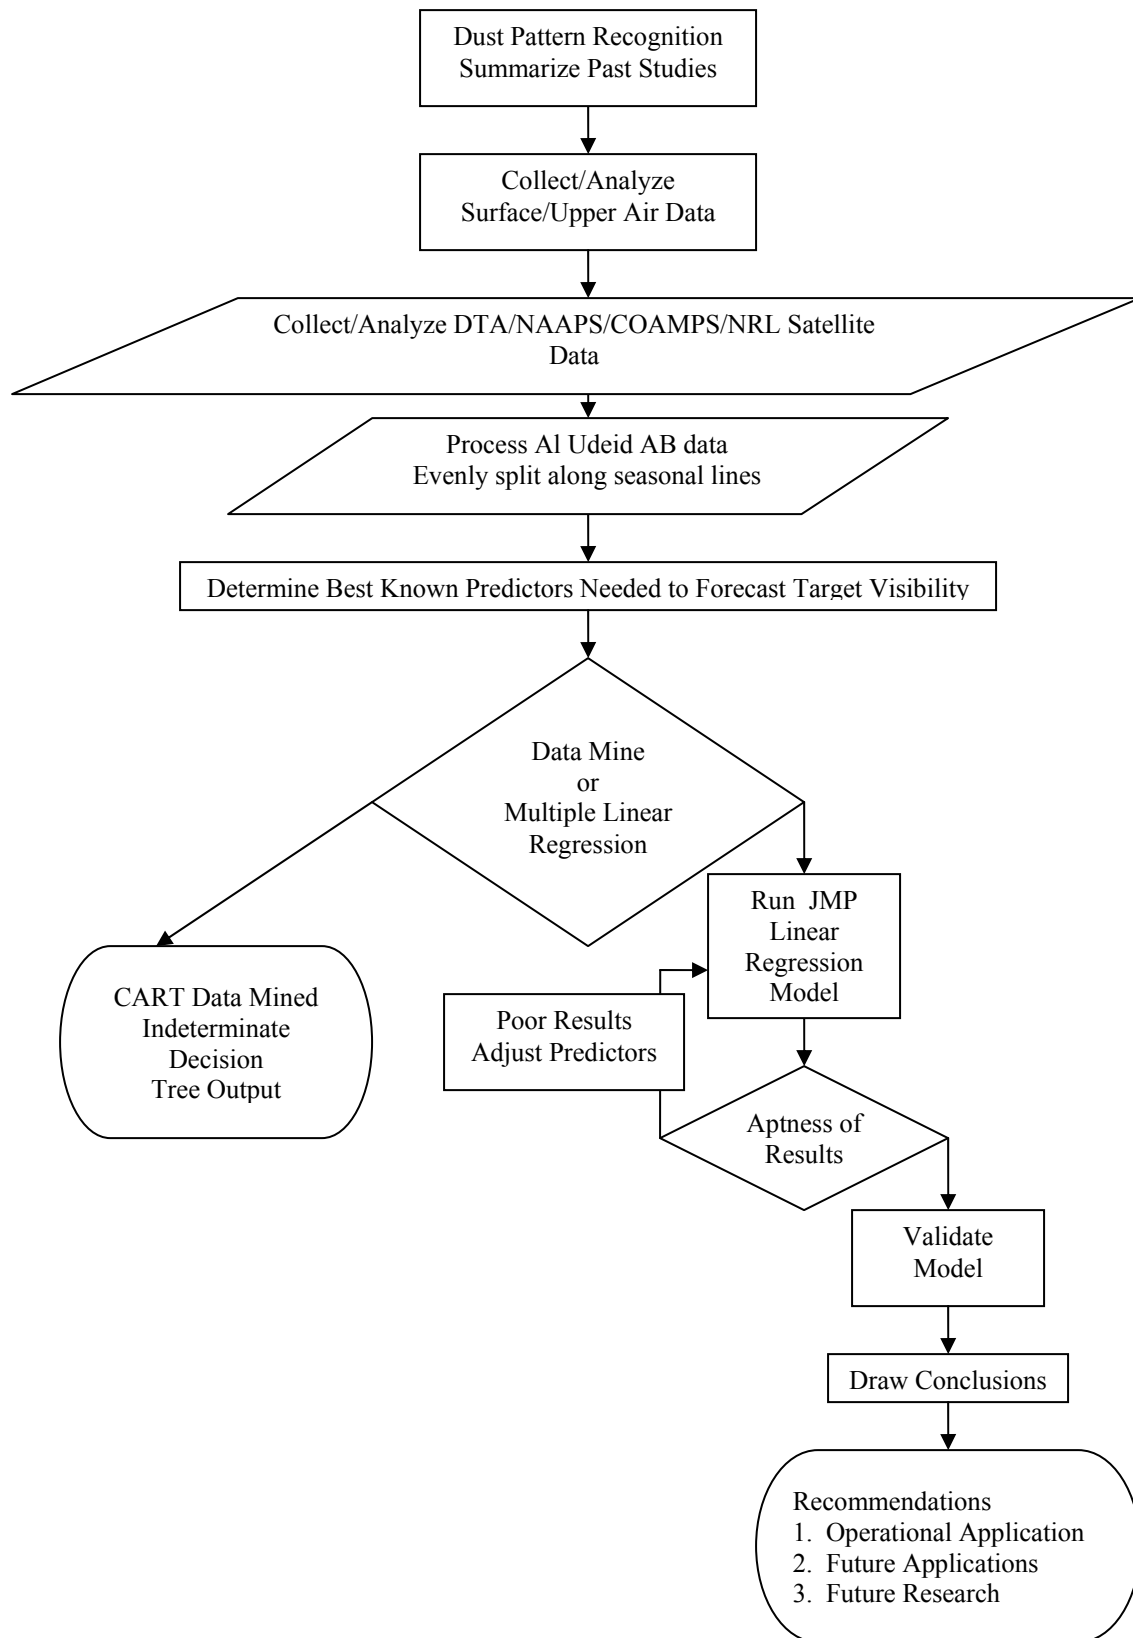 Dust Pattern Recognition
Summarize Past Studies
Collect/Analyze
Surface/Upper Air Data
Collect/Analyze DTA/NAAPS/COAMPS/NRL Satellite
Data
Process Al Udeid AB data
Evenly split along seasonal lines
Determine Best Known Predictors Needed to Forecast Target Visibility
Data Mine
or
Multiple Linear
Regression
Run  JMP
Linear
Regression
Model
CART Data Mined
Indeterminate
Decision
Tree Output
Poor Results
Adjust Predictors
Aptness of
Results
Validate
Model
Draw Conclusions
Recommendations
1.  Operational Application
2.  Future Applications
3.  Future Research